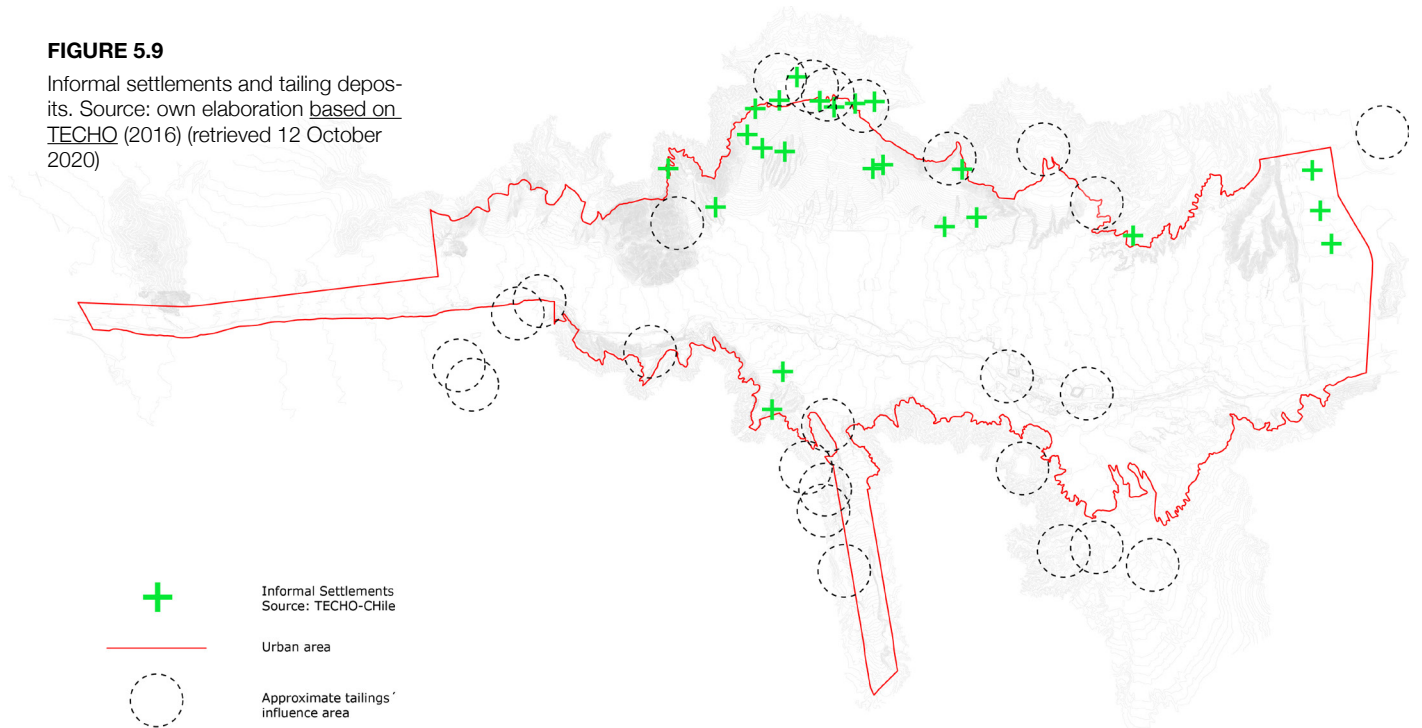 FIGURE 5.9
Informal settlements and tailing depos-
its. Source: own elaboration based on
TECHO (2016) (retrieved 12 October
2020)
Informal Settlements
Source: TECHO-CHile
Urban area
Approximate tailings´
influence area